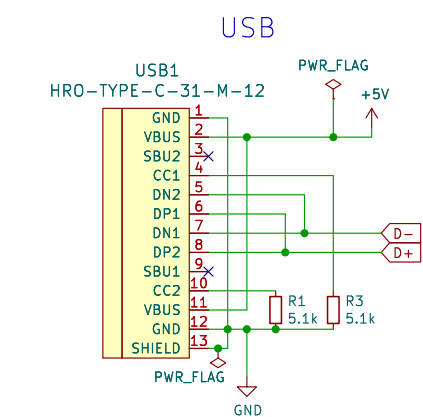 USB
PWR_FLAG
USB1
HRO-TYPE-C-31-M-12
+5V
GND 1
VBUS 2
SBU2 3
CC1 4
DN2 5
DP1 6
DN1 7
D-
DP2 8
D+
SBU1 9
CC2 10
VBUS 11
GND 12
SHIELD 13
R1
5.1k
R3
5.1k
PWR_FLAG
GND